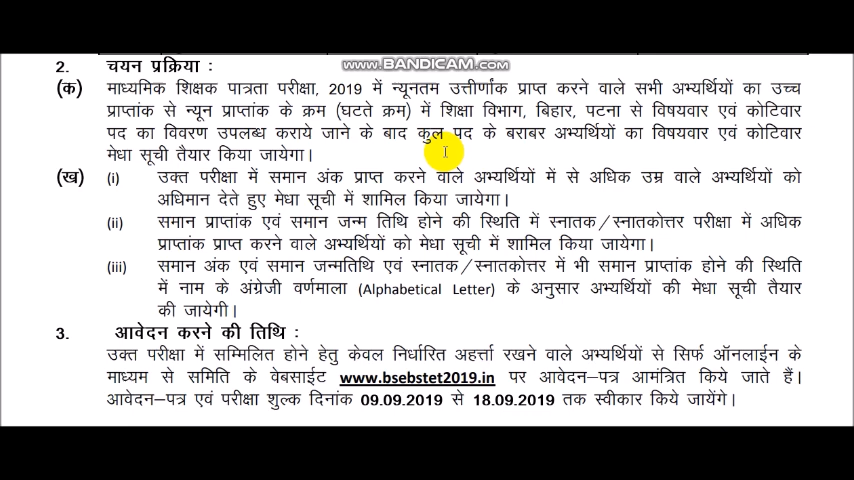 www.BANDICAM.com
2. चयन प्रक्रिया :
(क) माध्यमिक शिक्षक पात्रता परीक्षा, 2019 में न्यूनतम उत्तीर्णांक प्राप्त करने वाले सभी अभ्यर्थियों का उच्च
प्राप्तांक से न्यून प्राप्तांक के क्रम (घटते क्रम) में शिक्षा विभाग, बिहार, पटना से विषयवार एवं कोटिवार
पद का विवरण उपलब्ध कराये जाने के बाद कुल पद के बराबर अभ्यर्थियों का विषयवार एवं कोटिवार
मेधा सूची तैयार किया जायेगा।
(ख) (i) उक्त परीक्षा में समान अंक प्राप्त करने वाले अभ्यर्थियों में से अधिक उम्र वाले अभ्यर्थियों को
अधिमान देते हुए मेधा सूची में शामिल किया जायेगा।
(ii) समान प्राप्तांक एवं समान जन्म तिथि होने की स्थिति में स्नातक/स्नातकोत्तर परीक्षा में अधिक
प्राप्तांक प्राप्त करने वाले अभ्यर्थियों को मेधा सूची में शामिल किया जायेगा।
(iii) समान अंक एवं समान जन्मतिथि एवं स्नातक/स्नातकोत्तर में भी समान प्राप्तांक होने की स्थिति
में नाम के अंग्रेजी वर्णमाला (Alphabetical Letter) के अनुसार अभ्यर्थियों की मेधा सूची तैयार
की जायेगी।
3. आवेदन करने की तिथि :
उक्त परीक्षा में सम्मिलित होने हेतु केवल निर्धारित अहर्त्ता रखने वाले अभ्यर्थियों से सिर्फ ऑनलाईन के
माध्यम से समिति के वेबसाईट www.bsebstet2019.in पर आवेदन–पत्र आमंत्रित किये जाते हैं।
आवेदन–पत्र एवं परीक्षा शुल्क दिनांक 09.09.2019 से 18.09.2019 तक स्वीकार किये जायेंगे।